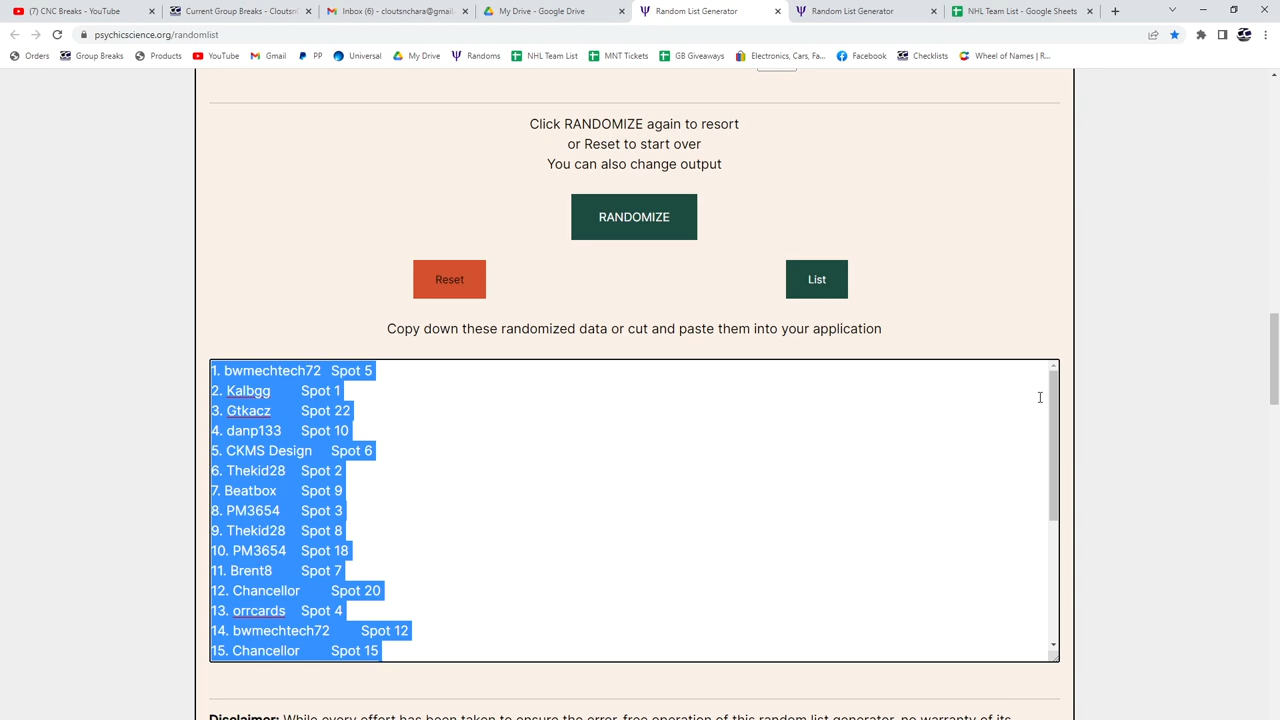 (7) CNC Breaks - YouTube
Current Group Breaks - Cloutsn
Inbox (6) - cloutsnchara@gmail.
My Drive - Google Drive
Random List Generator
Random List Generator
NHL Team List - Google Sheets
psychicscience.org/randomlist
Orders
Group Breaks
Products
YouTube
Gmail
PP
Universal
My Drive
Randoms
NHL Team List
MNT Tickets
GB Giveaways
Electronics, Cars, Fa...
Facebook
Checklists
Wheel of Names | R...
Click RANDOMIZE again to resort
or Reset to start over
You can also change output
RANDOMIZE
Reset
List
Copy down these randomized data or cut and paste them into your application
1. bwmechtech72 Spot 5
2. Kalbgg Spot 1
3. Gtkacz Spot 22
4. danp133 Spot 10
5. CKMS Design Spot 6
6. Thekid28 Spot 2
7. Beatbox Spot 9
8. PM3654 Spot 3
9. Thekid28 Spot 8
10. PM3654 Spot 18
11. Brent8 Spot 7
12. Chancellor Spot 20
13. orrcards Spot 4
14. bwmechtech72 Spot 12
15. Chancellor Spot 15
Disclaimer: While every effort has been taken to ensure the error-free operation of this random list generator, no warranty of its